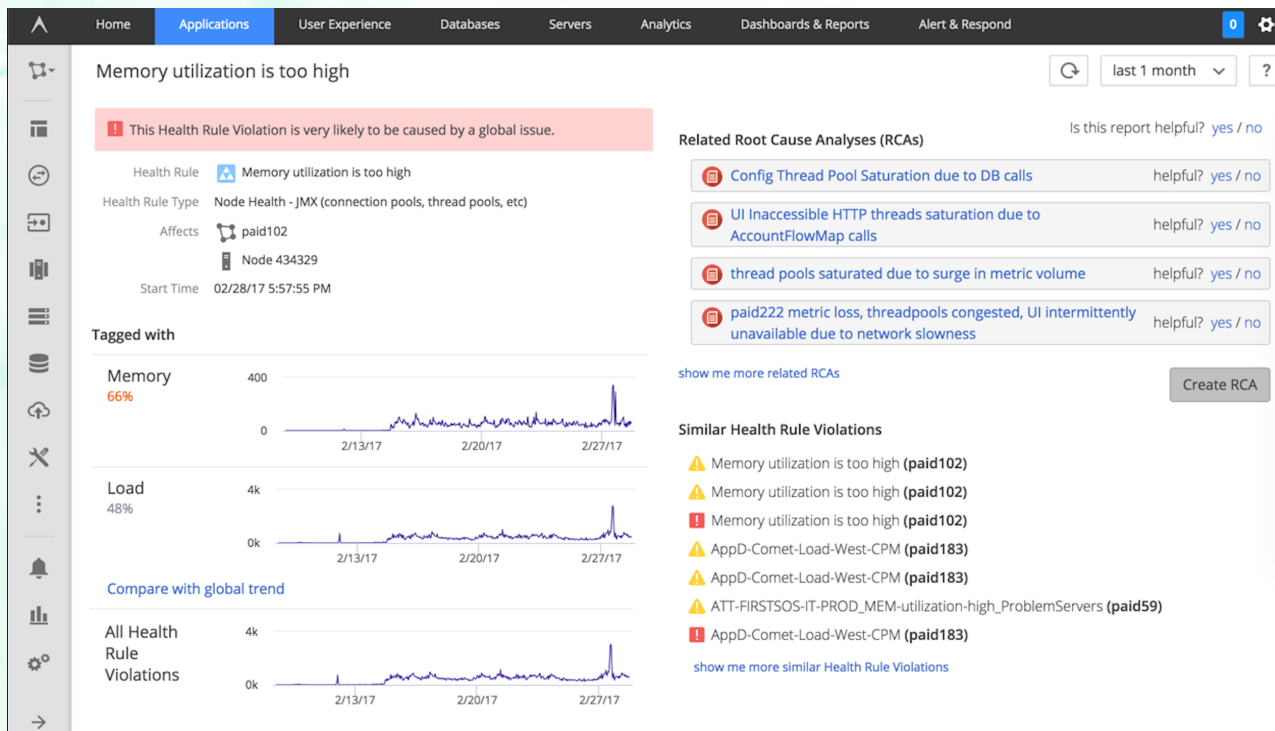 Home Applications User Experience Databases Servers Analytics Dashboards & Reports Alert & Respond 0
Memory utilization is too high
last 1 month
?
This Health Rule Violation is very likely to be caused by a global issue.
Health Rule Memory utilization is too high
Health Rule Type Node Health - JMX (connection pools, thread pools, etc)
Affects paid102
Node 434329
Start Time 02/28/17 5:57:55 PM
Tagged with
Memory
66%
400
0
2/13/17 2/20/17 2/27/17
Load
48%
4k
0k
2/13/17 2/20/17 2/27/17
Compare with global trend
All Health
Rule
Violations
4k
0k
2/13/17 2/20/17 2/27/17
Is this report helpful? yes / no
Related Root Cause Analyses (RCAs)
Config Thread Pool Saturation due to DB calls helpful? yes / no
UI Inaccessible HTTP threads saturation due to
AccountFlowMap calls
helpful? yes / no
thread pools saturated due to surge in metric volume helpful? yes / no
paid222 metric loss, threadpools congested, UI intermittently
unavailable due to network slowness
helpful? yes / no
show me more related RCAs
Create RCA
Similar Health Rule Violations
Memory utilization is too high (paid102)
Memory utilization is too high (paid102)
Memory utilization is too high (paid102)
AppD-Comet-Load-West-CPM (paid183)
AppD-Comet-Load-West-CPM (paid183)
ATT-FIRSTSOS-IT-PROD_MEM-utilization-high_ProblemServers (paid59)
AppD-Comet-Load-West-CPM (paid183)
show me more similar Health Rule Violations